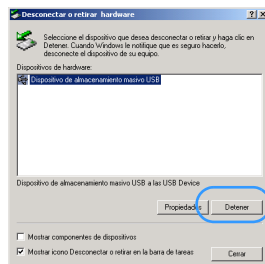 Desconectar o retirar hardware
Seleccione el dispositivo que desea desconectar o retirar y haga clic en
Detener. Cuando Windows le notifique que es seguro hacerlo,
desconecte el dispositivo de su equipo.
Dispositivos de hardware:
Dispositivo de almacenamiento masivo USB
Dispositivo de almacenamiento masivo USB a las USB Device
Propiedades
Detener
Mostrar componentes de dispositivos
Mostrar icono Desconectar o retirar en la barra de tareas
Cerrar